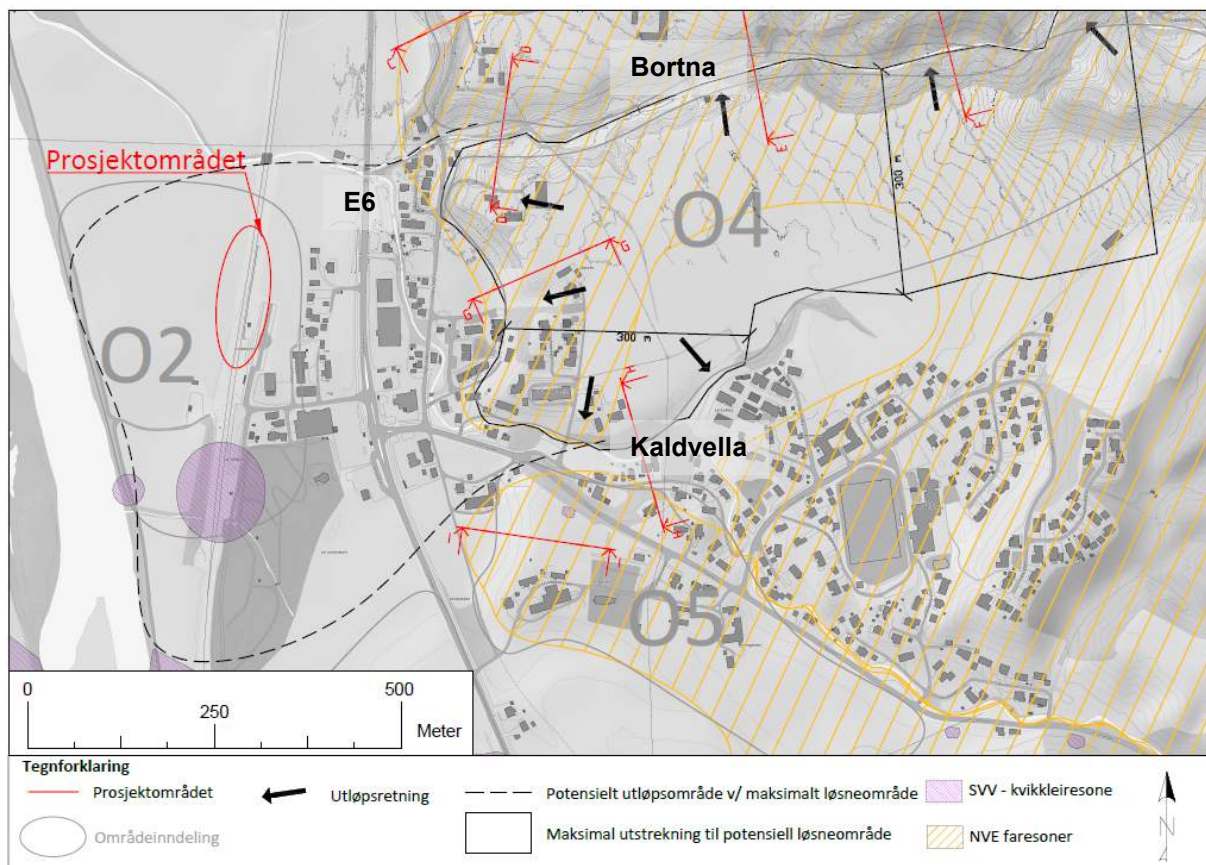 Bortna
Prosjektområdet
E6
O4
300 m
O2
300 m
Kaldvella
O5
0 500
250
Meter
C
D
D
E
F
G
G
H
H
I
I
Tegnforklaring
Prosjektområdet
Utløpsretning
Potensielt utløpsområde v/ maksimalt løsneområde
SVV - kvikkleiresone
Områdeinndeling
Maksimal utstrekning til potensiell løsneområde
NVE faresoner
N